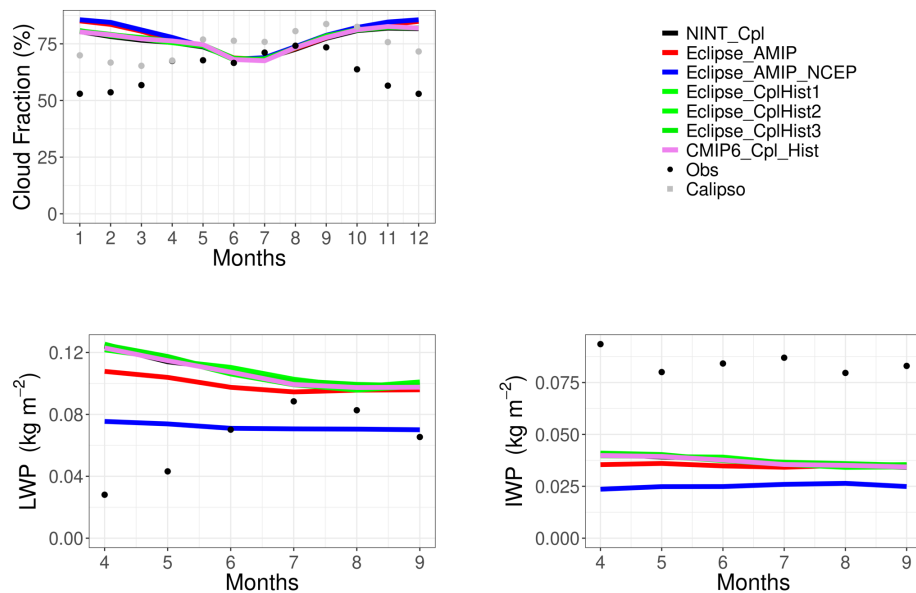 Cloud Fraction (%)
75
50
25
0
1 2 3 4 5 6 7 8 9 10 11 12
Months
NINT_Cpl
Eclipse_AMIP
Eclipse_AMIP_NCEP
Eclipse_CplHist1
Eclipse_CplHist2
Eclipse_CplHist3
CMIP6_Cpl_Hist
Obs
Calipso
LWP (kg m−2)
0.12
0.08
0.04
0.00
4 5 6 7 8 9
Months
IWP (kg m−2)
0.075
0.050
0.025
0.000
4 5 6 7 8 9
Months